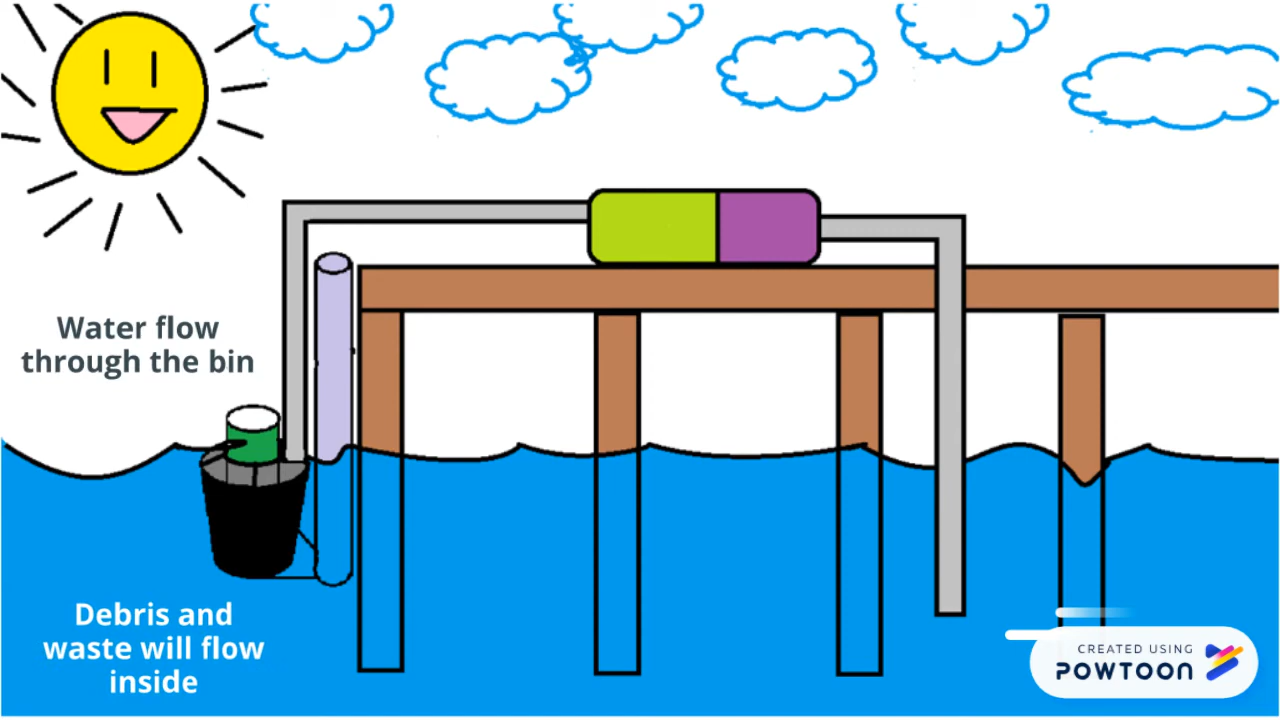 Water flow
through the bin
Debris and
waste will flow
inside
CREATED USING
POWTOON